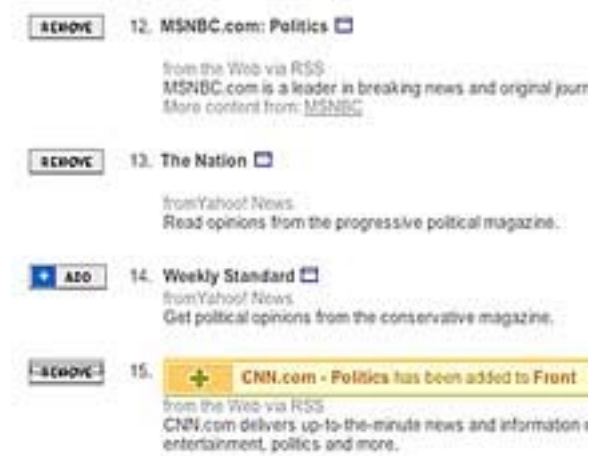 REMOVE 12. MSNBC.com: Politics
from the Web via RSS
MSNBC.com is a leader in breaking news and original jour
More content from: MSNBC
REMOVE 13. The Nation
from Yahoo! News
Read opinions from the progressive political magazine.
+ ADD 14. Weekly Standard
from Yahoo! News
Get political opinions from the conservative magazine.
REMOVE 15. CNN.com - Politics has been added to Front
from the Web via RSS
CNN.com delivers up-to-the-minute news and information
entertainment, politics and more.